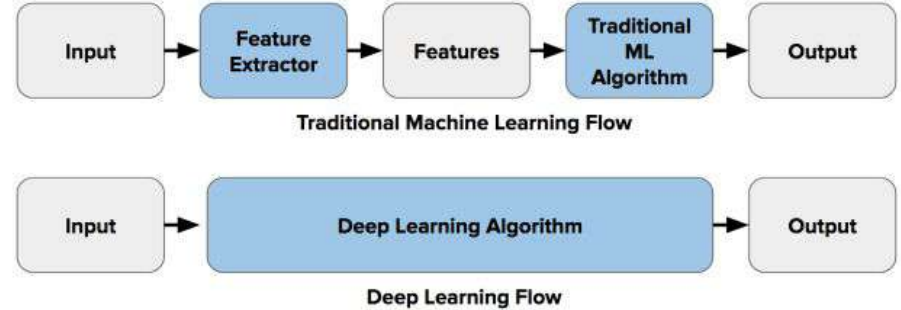 Input
Feature
Extractor
Features
Traditional
ML
Algorithm
Output
Traditional Machine Learning Flow
Input
Deep Learning Algorithm
Output
Deep Learning Flow